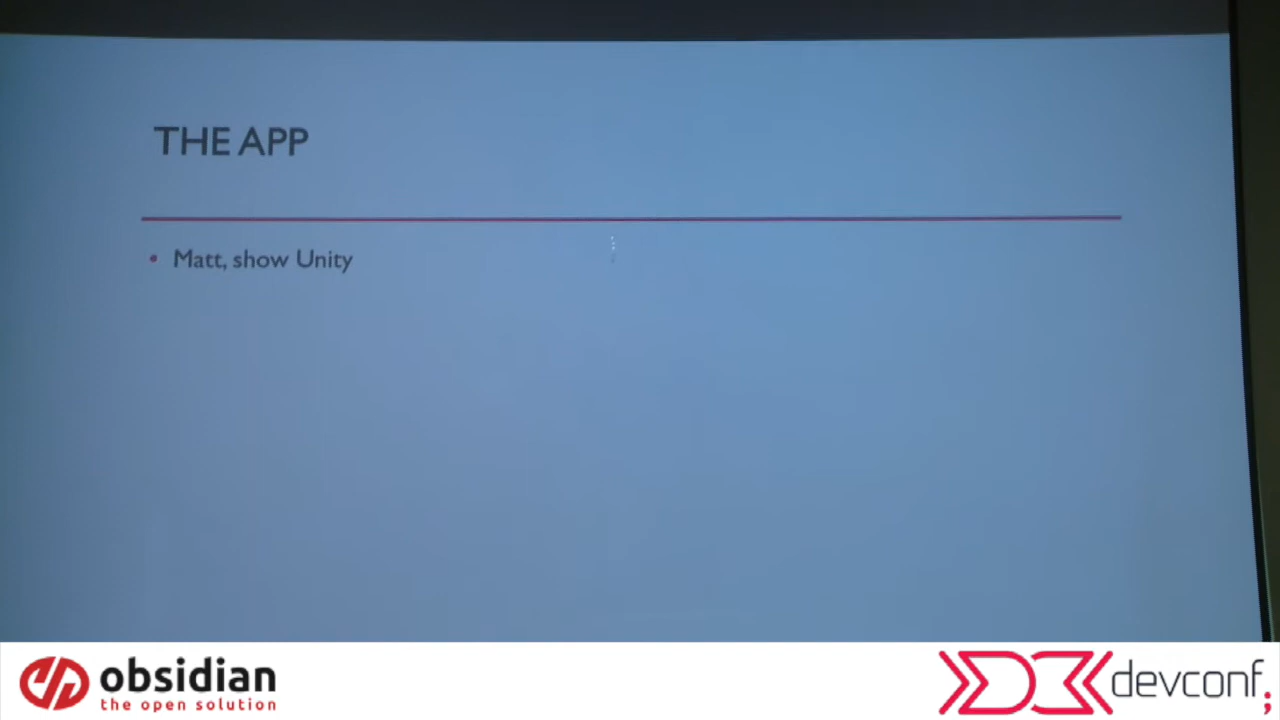 THE APP
• Matt, show Unity
obsidian
the open solution
devconf;